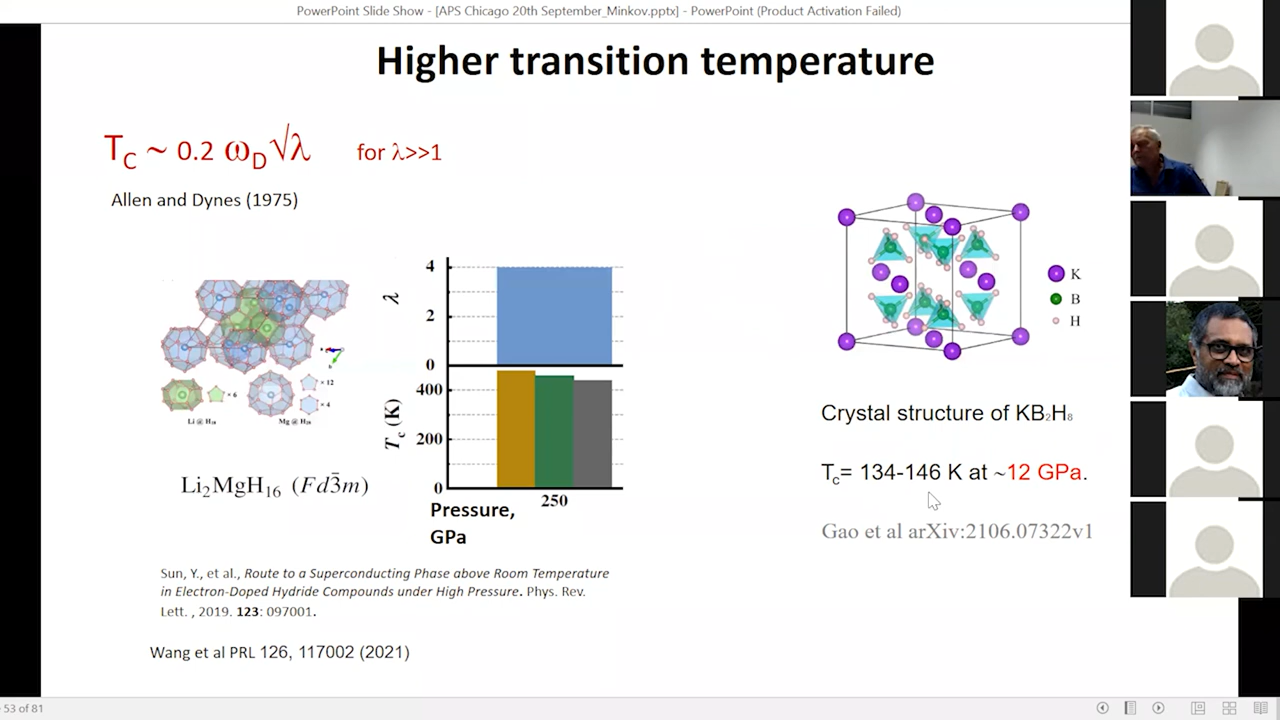 PowerPoint Slide Show - [APS Chicago 20th September_Minkov.pptx] - PowerPoint (Product Activation Failed)
Higher transition temperature
T_C ~ 0.2 ω_D√λ for λ>>1
Allen and Dynes (1975)
4
2
0
λ
400
200
0
T_c (K)
250
Pressure,
GPa
× 6
× 12
× 4
Li@H₁₈
Mg@H₂₈
Li₂MgH₁₆ (Fd3̄m)
Sun, Y., et al., Route to a Superconducting Phase above Room Temperature
in Electron-Doped Hydride Compounds under High Pressure. Phys. Rev.
Lett. , 2019. 123: 097001.
Wang et al PRL 126, 117002 (2021)
K
B
H
Crystal structure of KB₂H₈
T_c= 134-146 K at ~12 GPa.
Gao et al arXiv:2106.07322v1
53 of 81